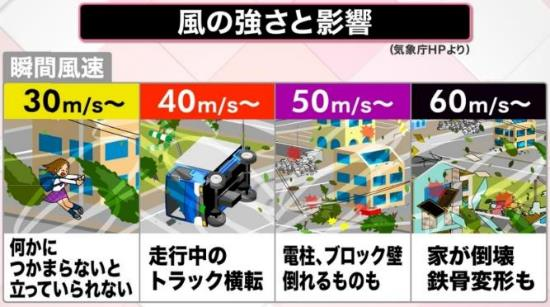 風の強さと影響
(気象庁HPより)
瞬間風速
30m/s～
40m/s～
50m/s～
60m/s～
何かに
つかまらないと
立っていられない
走行中の
トラック横転
電柱、ブロック壁
倒れるものも
家が倒壊
鉄骨変形も